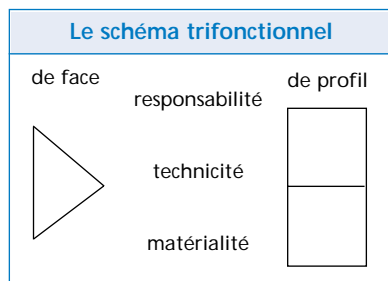 Le schéma trifonctionnel
de face
de profil
responsabilité
technicité
matérialité